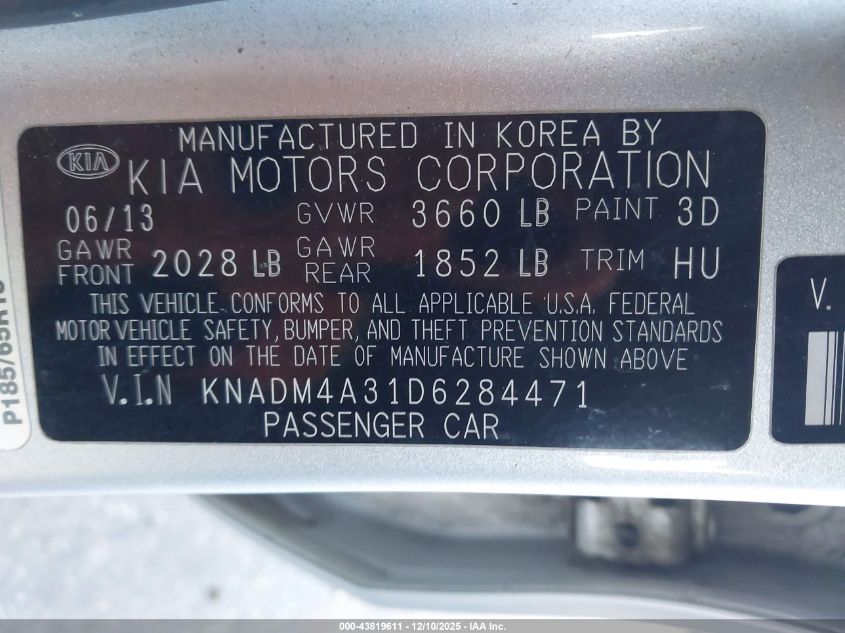 MANUFACTURED IN KOREA BY
KIA KIA MOTORS CORPORATION
06/13 GVWR 3660 LB PAINT 3D
GAWR FRONT 2028 LB GAWR REAR 1852 LB TRIM HU
THIS VEHICLE CONFORMS TO ALL APPLICABLE U.S.A. FEDERAL
MOTOR VEHICLE SAFETY, BUMPER, AND THEFT PREVENTION STANDARDS
IN EFFECT ON THE DATE OF MANUFACTURE SHOWN ABOVE
V.I.N KNADM4A31D6284471
PASSENGER CAR
V.
000-43819611 - 12/10/2025 - IAA Inc.